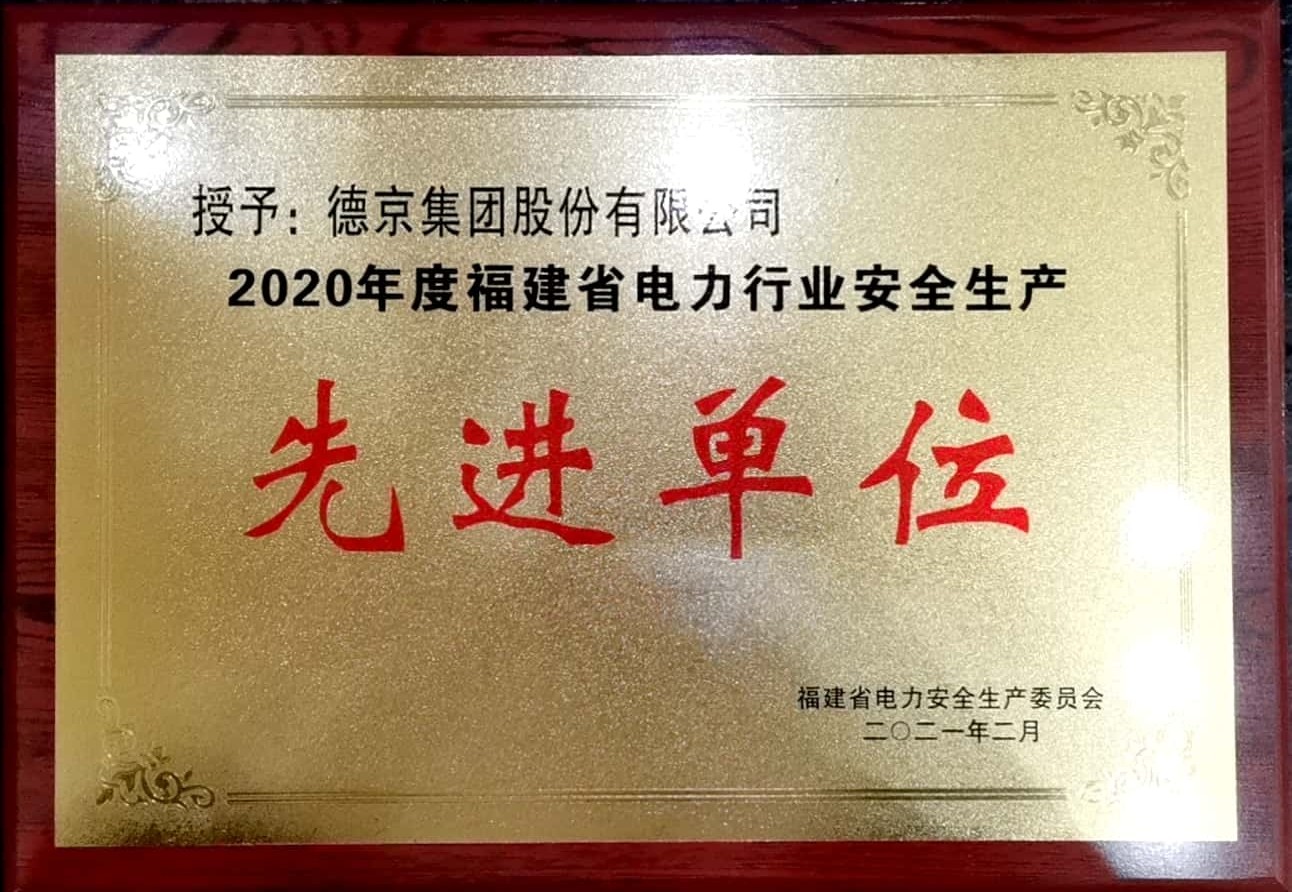 授予：德京集团股份有限公司
2020年度福建省电力行业安全生产
先进单位
福建省电力安全生产委员会
二〇二一年二月